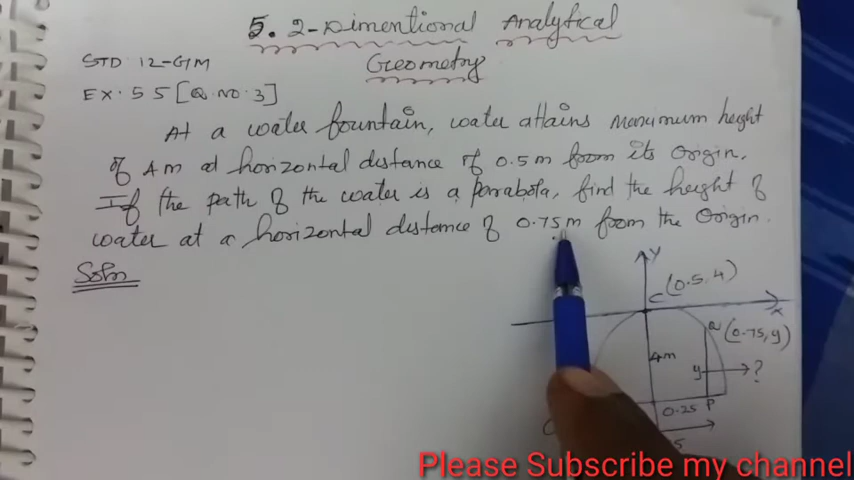 5. 2-Dimentional Analytical
Geometry
STD 12-GTM
EX. 5 5 [Q. NO. 3]
At a water fountain, water attains Maximum height
of 4m at horizontal distance of 0.5m from its Origin.
If the path of the water is a parabola, find the height of
water at a horizontal distance of 0.75m from the Origin.
Soln
Y
C (0.5, 4)
X
Q (0.75, y)
4m
y → ?
0.25 P
5
Please Subscribe my channel